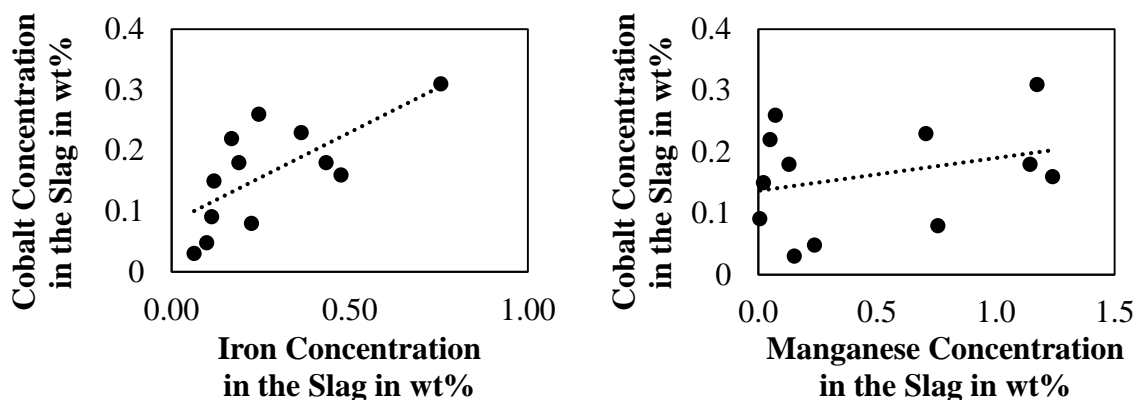 Cobalt Concentration
in the Slag in wt%
0.4
0.3
0.2
0.1
0
0.00 0.50 1.00
Iron Concentration
in the Slag in wt%
Cobalt Concentration
in the Slag in wt%
0.4
0.3
0.2
0.1
0
0.0 0.5 1.0 1.5
Manganese Concentration
in the Slag in wt%